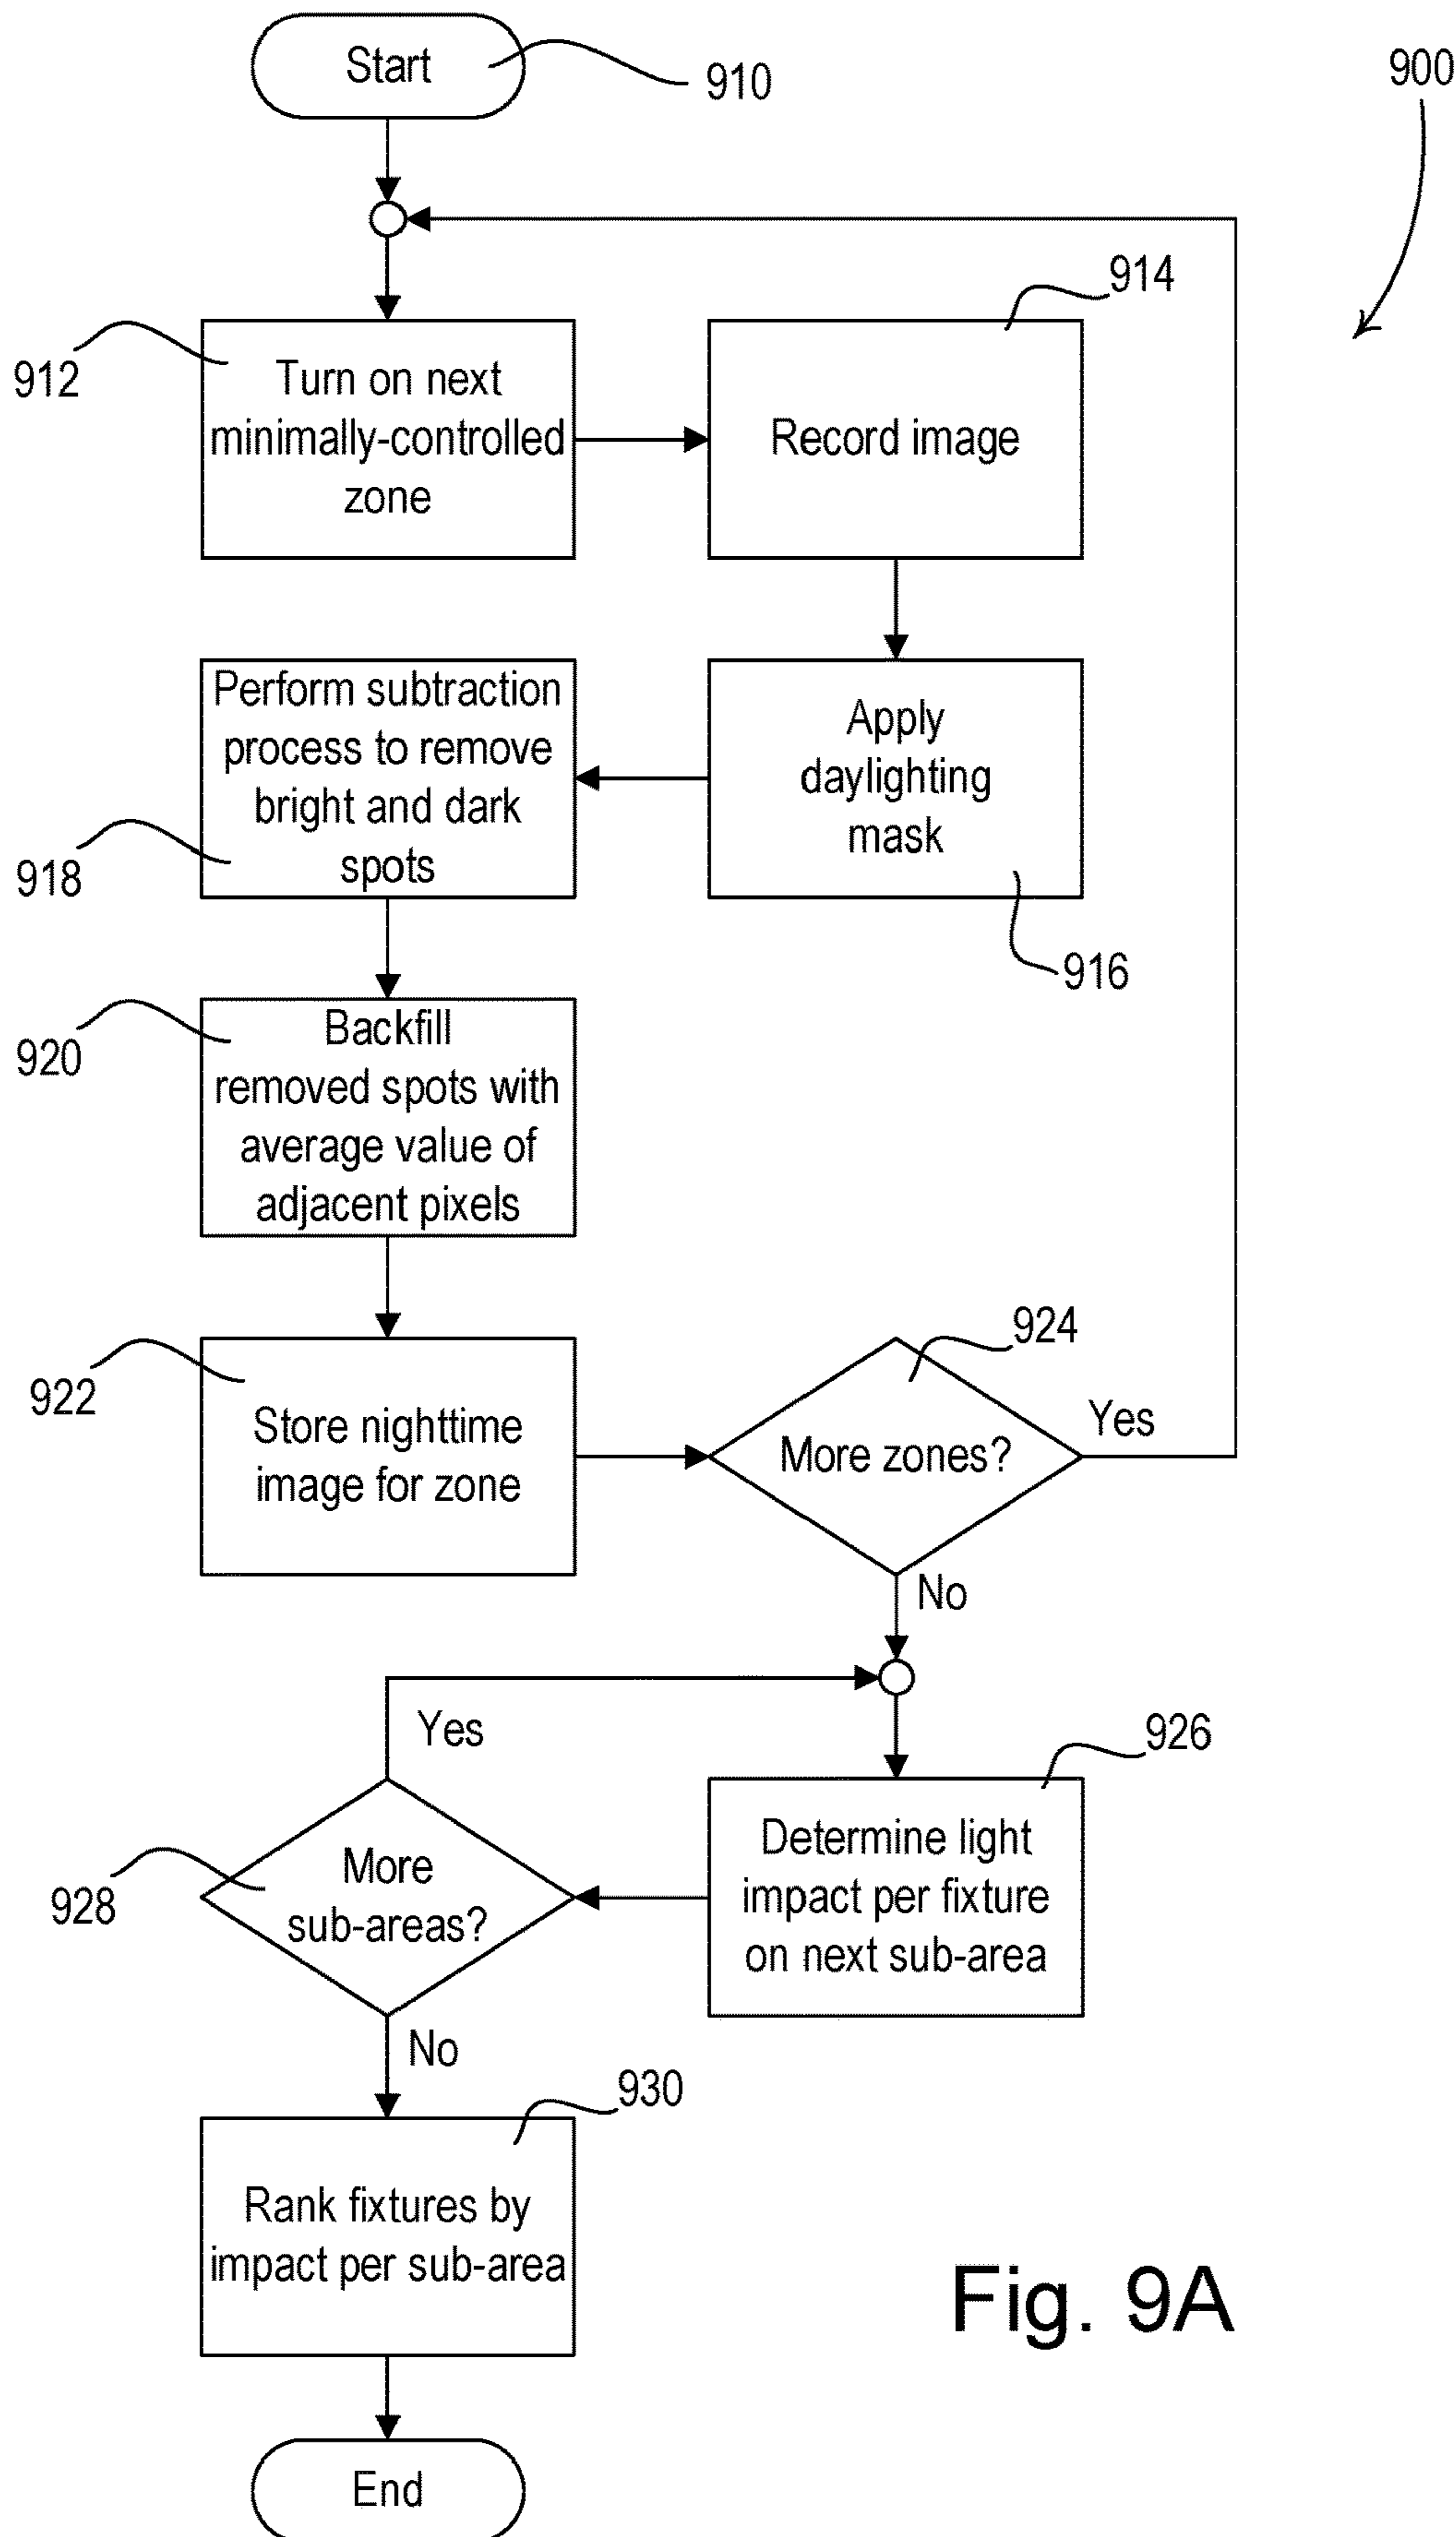 Start
910
900
914
912
Turn on next
minimally-controlled
zone
Record image
Perform subtraction
process to remove
bright and dark
spots
918
Apply
daylighting
mask
916
920
Backfill
removed spots with
average value of
adjacent pixels
924
922
Store nighttime
image for zone
More zones?
Yes
No
Yes
926
928
More
sub-areas?
Determine light
impact per fixture
on next sub-area
No
930
Rank fixtures by
impact per sub-area
Fig. 9A
End